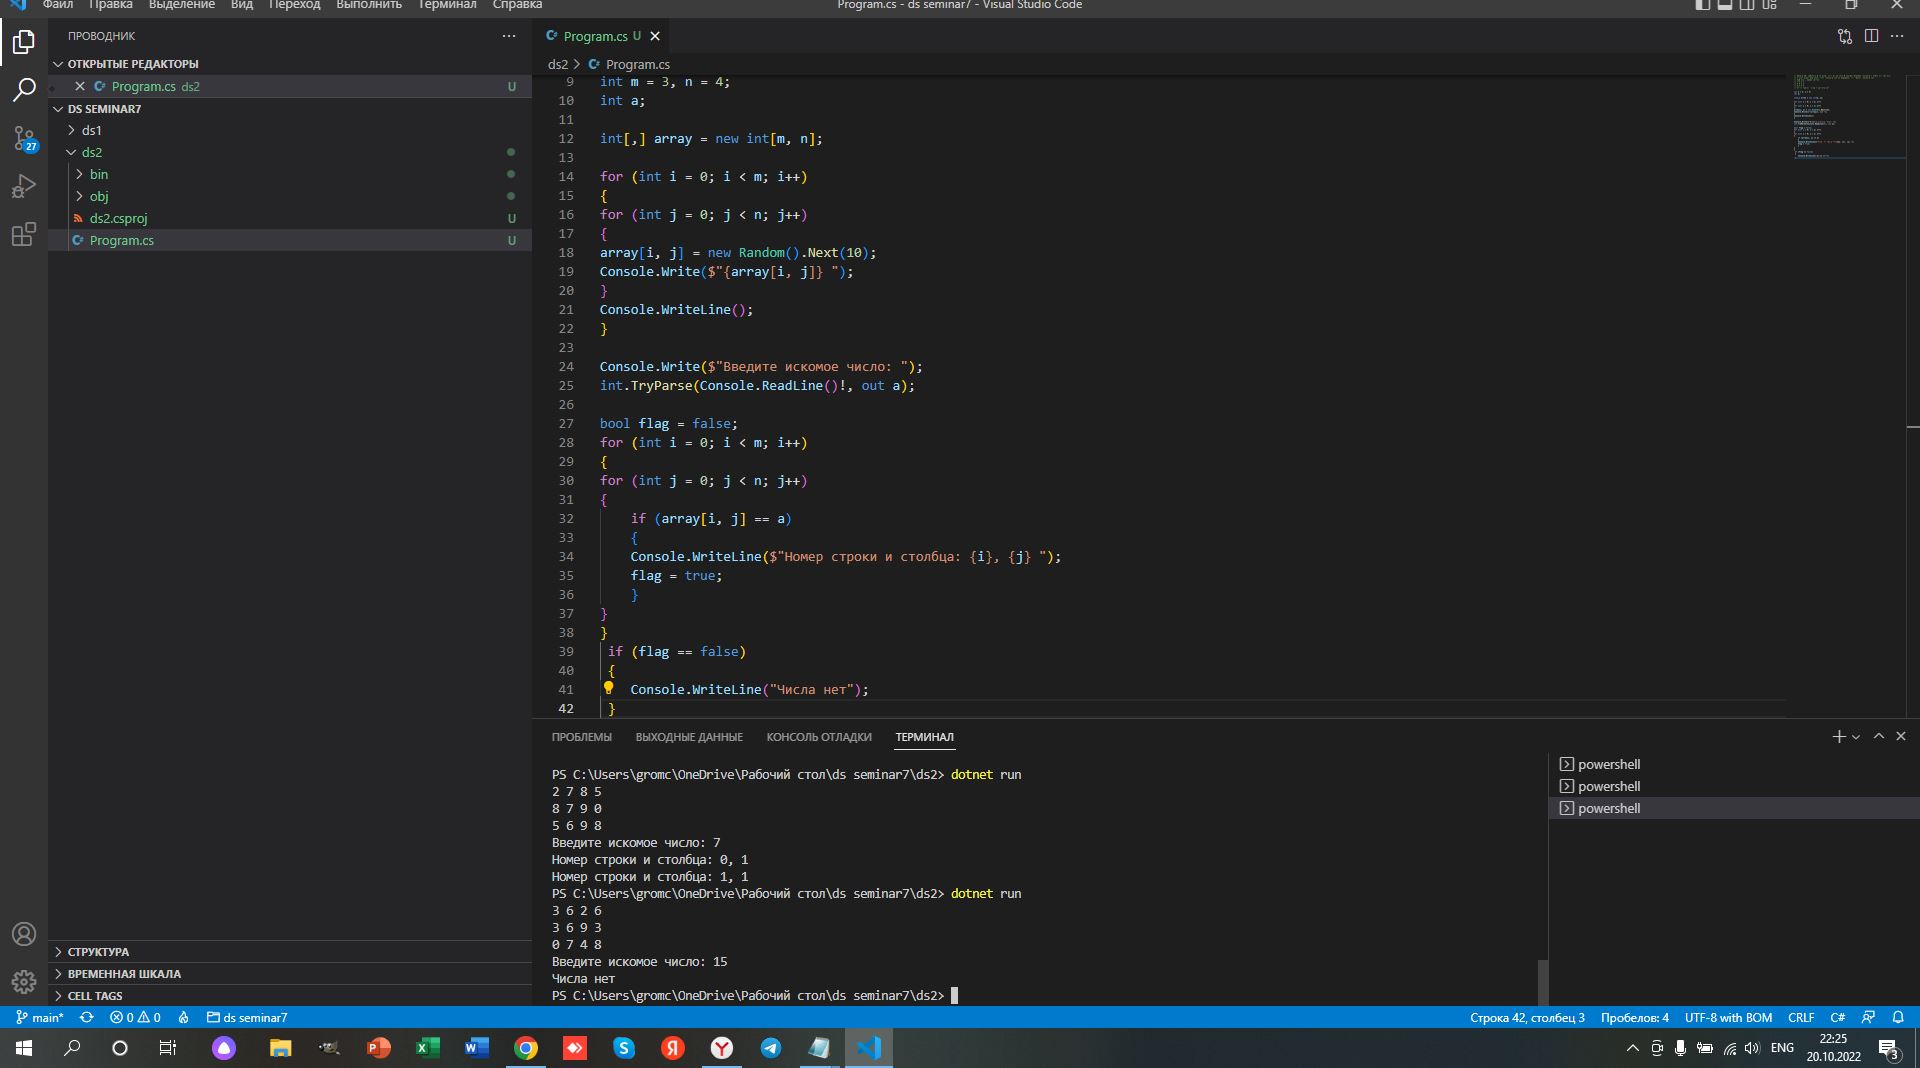 Файл Правка Выделение Вид Переход Выполнить Терминал Справка
Program.cs - ds seminar7 - Visual Studio Code
ПРОВОДНИК
ОТКРЫТЫЕ РЕДАКТОРЫ
Program.cs ds2 U
DS SEMINAR7
ds1
ds2
bin
obj
ds2.csproj U
Program.cs U
СТРУКТУРА
ВРЕМЕННАЯ ШКАЛА
CELL TAGS
27
Program.cs U
ds2 > Program.cs
9 int m = 3, n = 4;
10 int a;
11
12 int[,] array = new int[m, n];
13
14 for (int i = 0; i < m; i++)
15 {
16 for (int j = 0; j < n; j++)
17 {
18 array[i, j] = new Random().Next(10);
19 Console.Write($"{array[i, j]} ");
20 }
21 Console.WriteLine();
22 }
23
24 Console.Write($"Введите искомое число: ");
25 int.TryParse(Console.ReadLine()!, out a);
26
27 bool flag = false;
28 for (int i = 0; i < m; i++)
29 {
30 for (int j = 0; j < n; j++)
31 {
32 if (array[i, j] == a)
33 {
34 Console.WriteLine($"Номер строки и столбца: {i}, {j} ");
35 flag = true;
36 }
37 }
38 }
39 if (flag == false)
40 {
41 Console.WriteLine("Числа нет");
42 }
ПРОБЛЕМЫ ВЫХОДНЫЕ ДАННЫЕ КОНСОЛЬ ОТЛАДКИ ТЕРМИНАЛ
PS C:\Users\gromc\OneDrive\Рабочий стол\ds seminar7\ds2> dotnet run
2 7 8 5
8 7 9 0
5 6 9 8
Введите искомое число: 7
Номер строки и столбца: 0, 1
Номер строки и столбца: 1, 1
PS C:\Users\gromc\OneDrive\Рабочий стол\ds seminar7\ds2> dotnet run
3 6 2 6
3 6 9 3
0 7 4 8
Введите искомое число: 15
Числа нет
PS C:\Users\gromc\OneDrive\Рабочий стол\ds seminar7\ds2>
powershell
powershell
powershell
main* 0 0 ds seminar7 Строка 42, столбец 3 Пробелов: 4 UTF-8 with BOM CRLF C#
ENG
22:25
20.10.2022
3